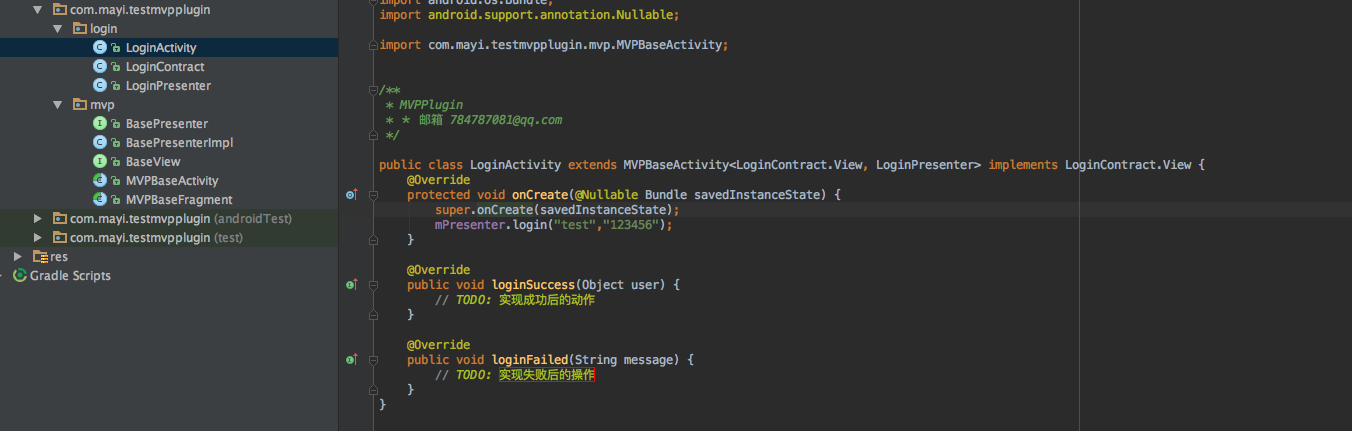 com.mayi.testmvpplugin
login
LoginActivity
LoginContract
LoginPresenter
mvp
BasePresenter
BasePresenterImpl
BaseView
MVPBaseActivity
MVPBaseFragment
com.mayi.testmvpplugin (androidTest)
com.mayi.testmvpplugin (test)
res
Gradle Scripts
import android.os.Bundle;
import android.support.annotation.Nullable;
import com.mayi.testmvpplugin.mvp.MVPBaseActivity;
/**
* MVPPlugin
* * 邮箱 784787081@qq.com
*/
public class LoginActivity extends MVPBaseActivity<LoginContract.View, LoginPresenter> implements LoginContract.View {
@Override
protected void onCreate(@Nullable Bundle savedInstanceState) {
super.onCreate(savedInstanceState);
mPresenter.login("test","123456");
}
@Override
public void loginSuccess(Object user) {
// TODO: 实现成功后的动作
}
@Override
public void loginFailed(String message) {
// TODO: 实现失败后的操作
}
}